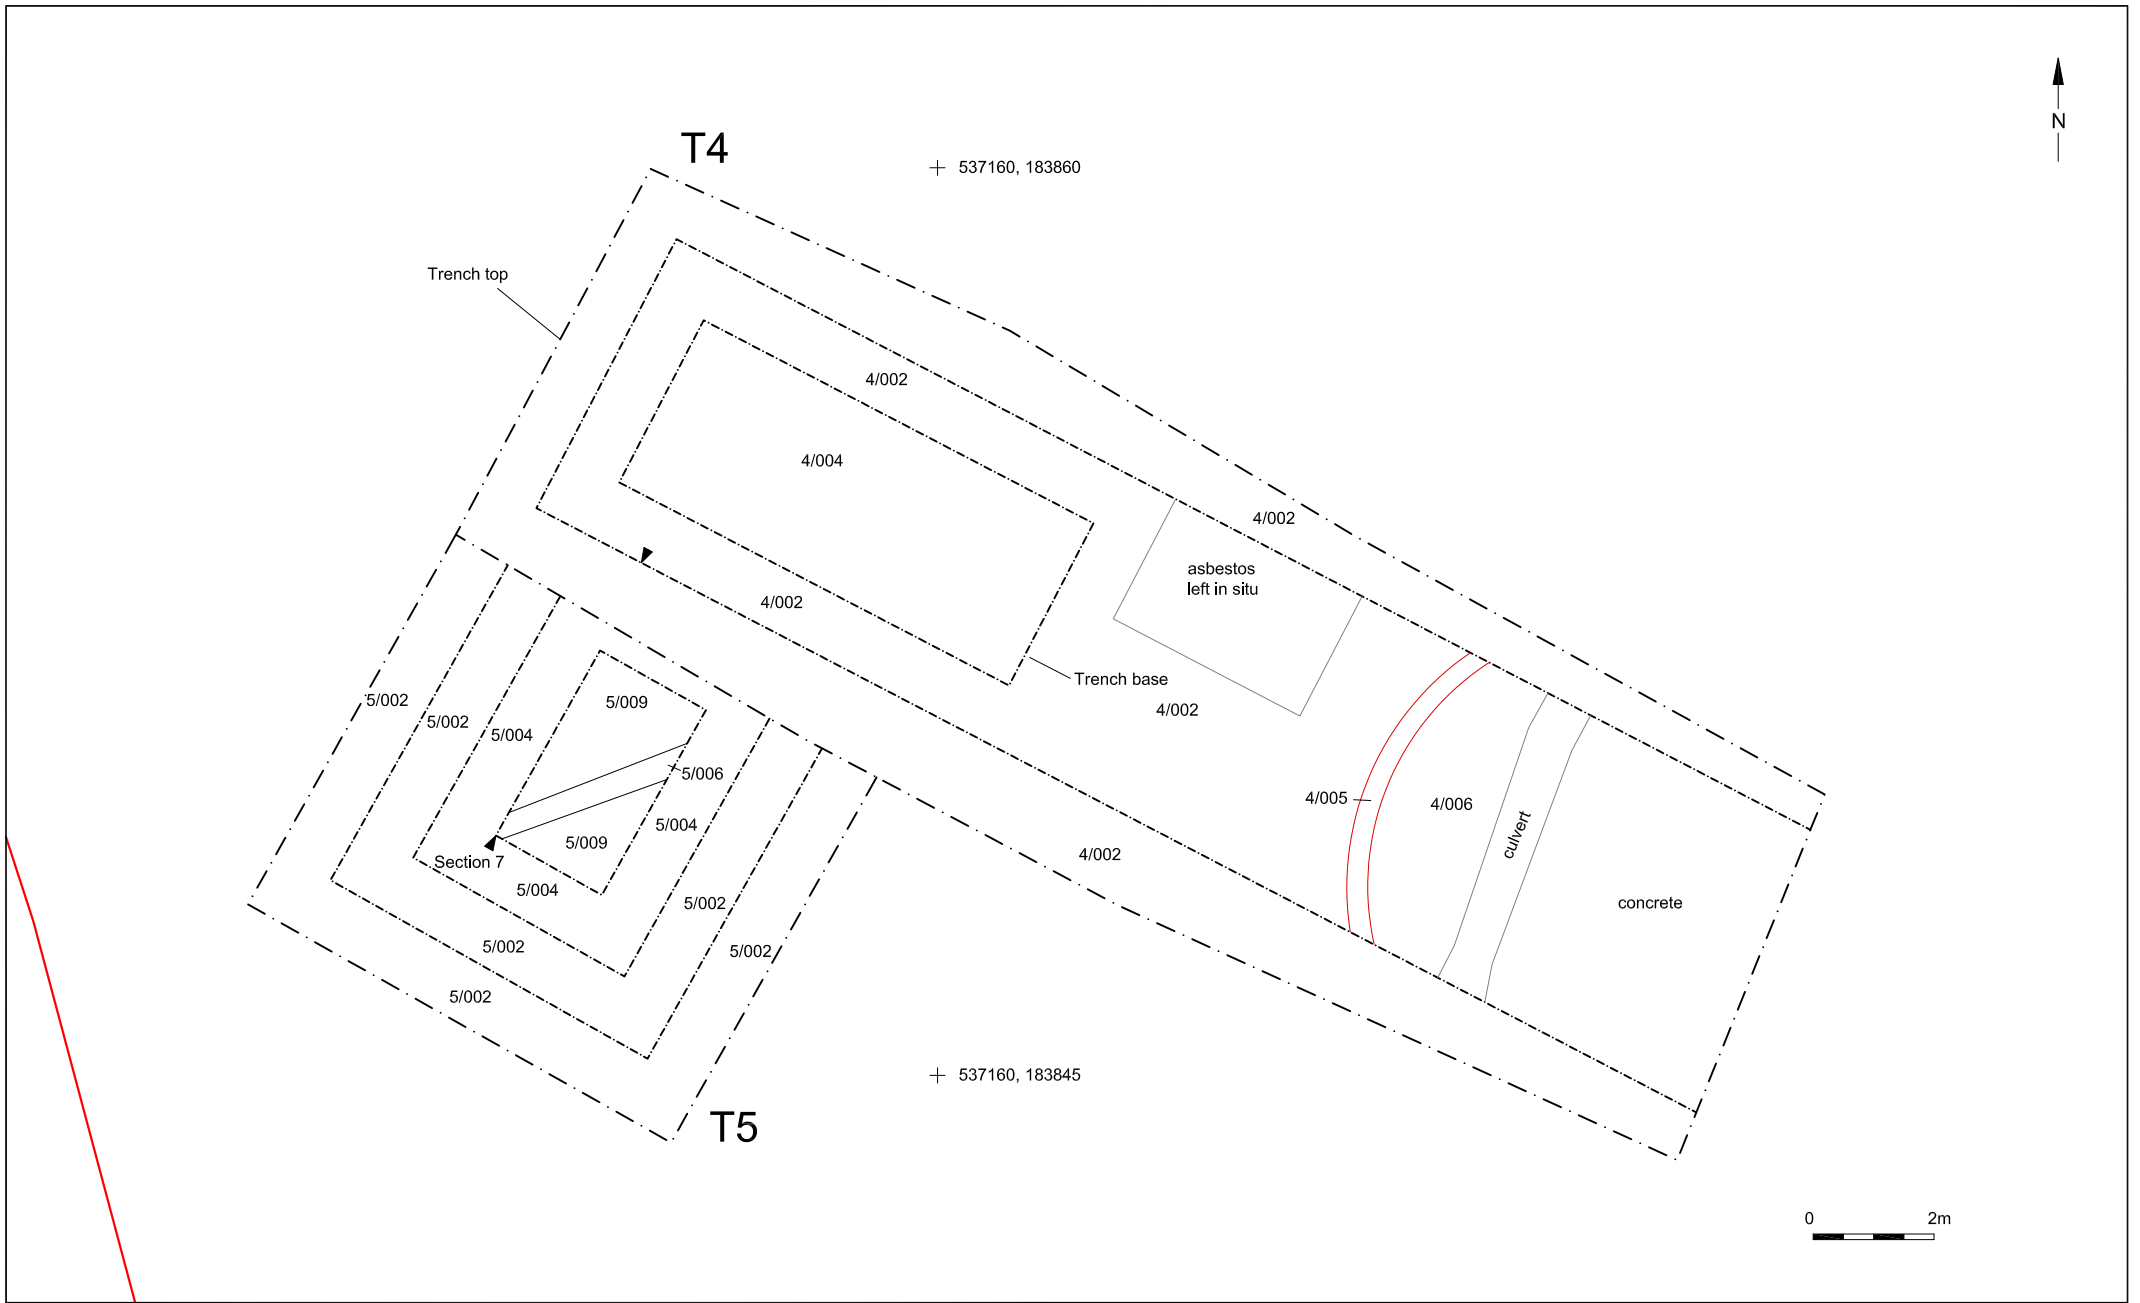 T4
537160, 183860
N
Trench top
4/002
4/004
4/002
asbestos
left in situ
4/002
Trench base
4/002
5/002
5/002
5/004
5/009
5/006
5/004
5/009
Section 7
5/004
5/002
5/002
5/002
5/002
4/005
4/006
culvert
4/002
concrete
537160, 183845
T5
0 2m